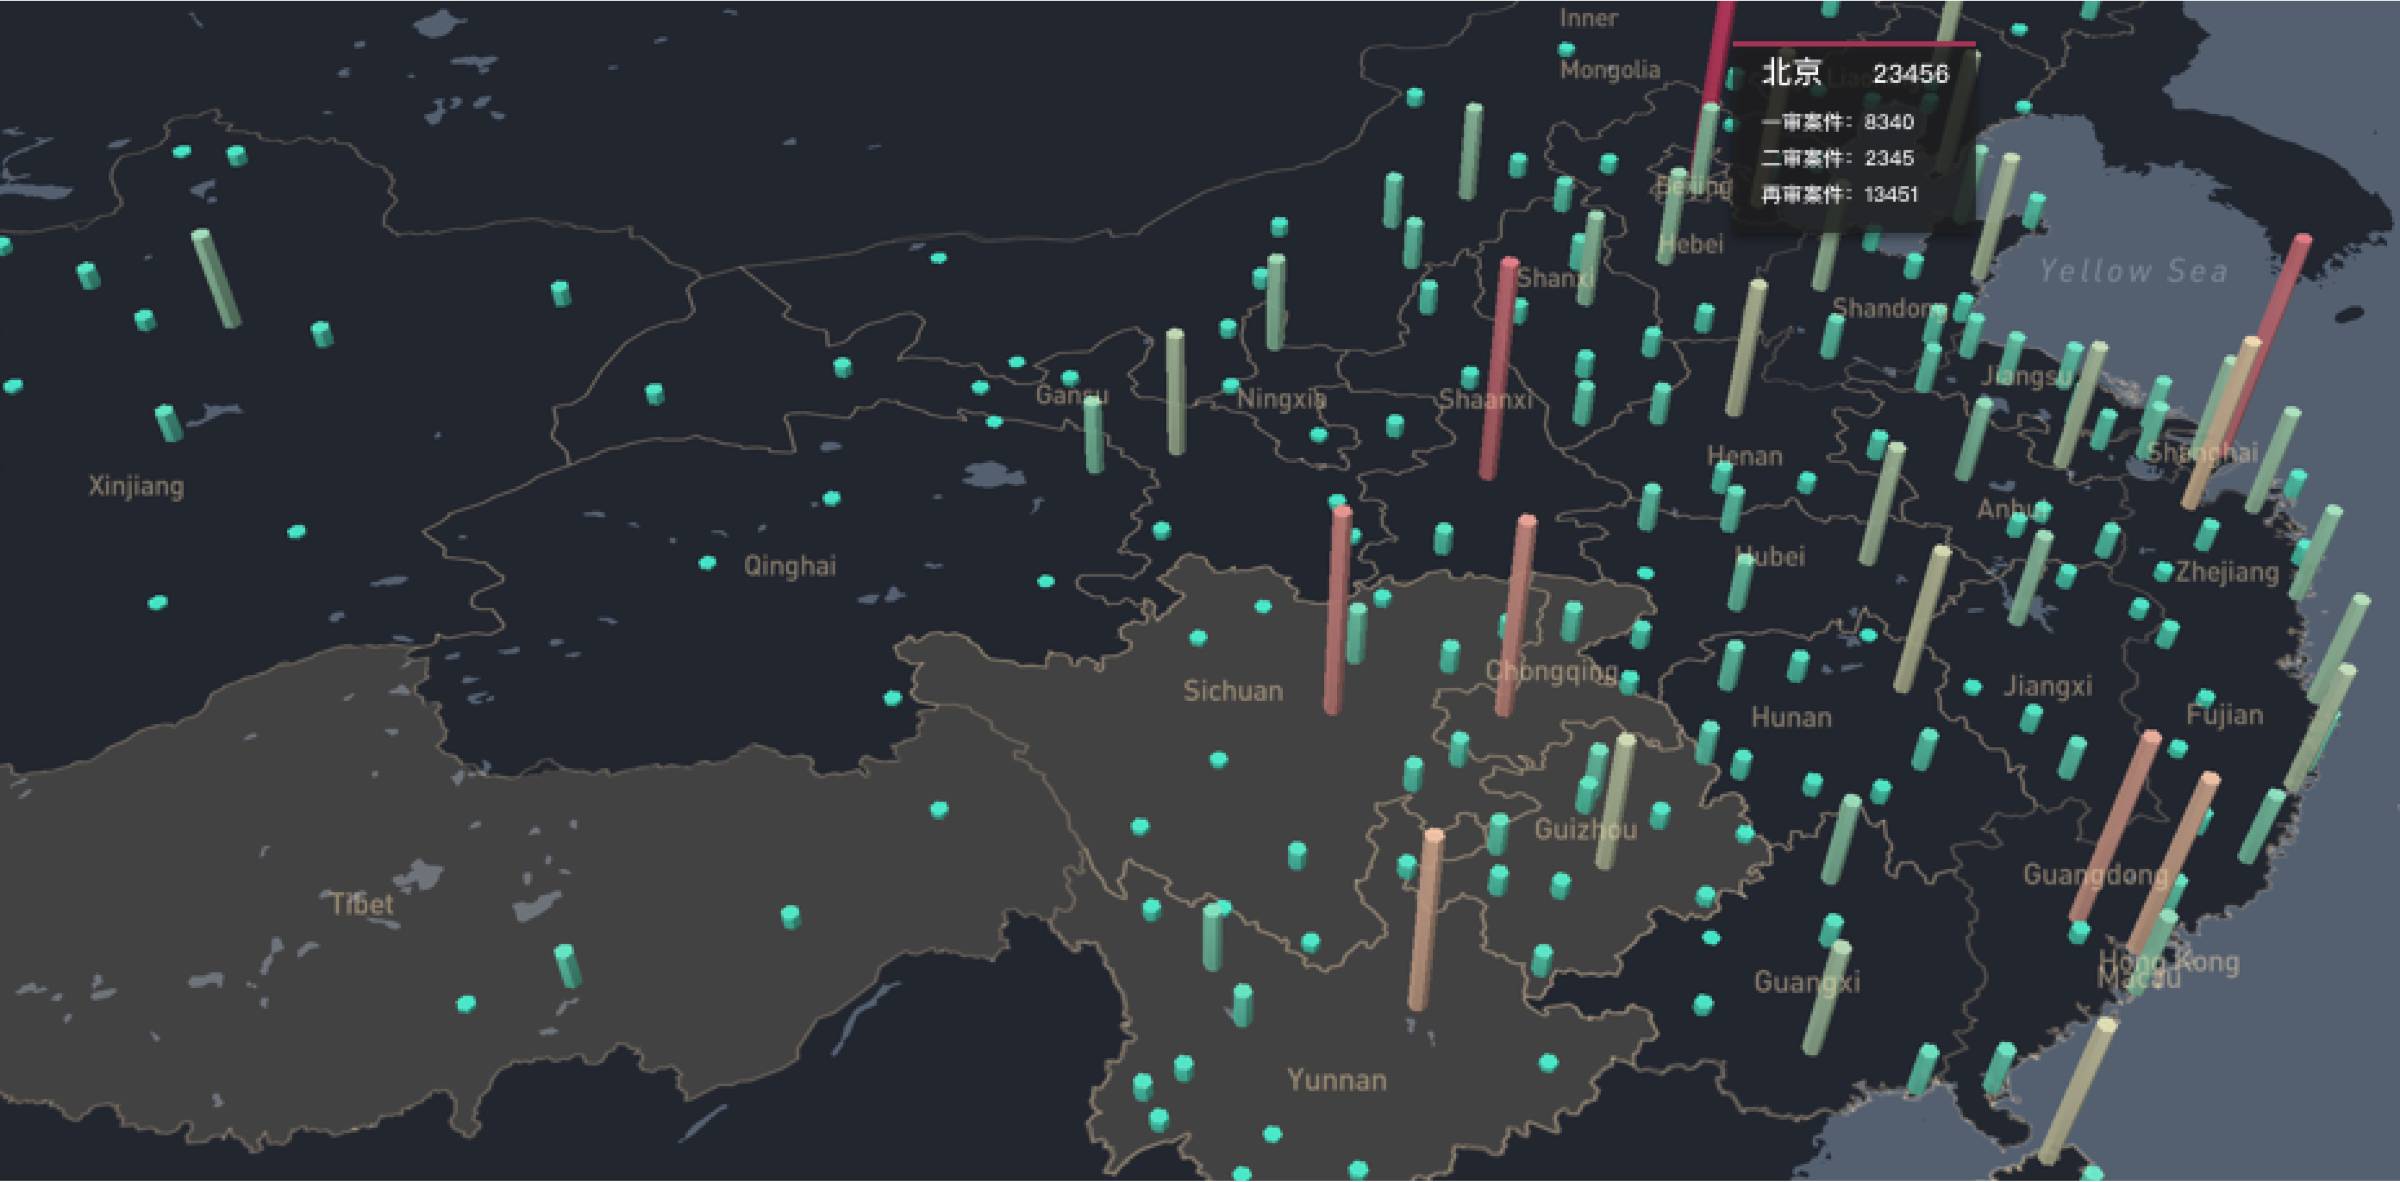 Inner
Mongolia
北京 23456
一审案件：8340
二审案件：2345
再审案件：13451
Beijing
Hebei
Yellow Sea
Shanxi
Shandong
Jiangsu
Gansu
Ningxia
Shaanxi
Henan
Shanghai
Xinjiang
Anhui
Qinghai
Hubei
Zhejiang
Sichuan
Chongqing
Jiangxi
Hunan
Fujian
Guizhou
Tibet
Guangdong
Hong Kong
Macau
Guangxi
Yunnan